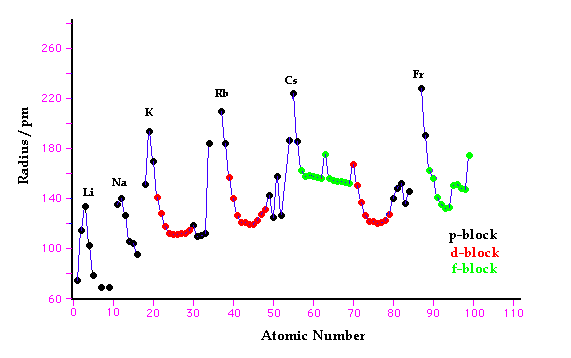 260
220
180
140
100
60
Radius / pm
Li
Na
K
Rb
Cs
Fr
p-block
d-block
f-block
0 10 20 30 40 50 60 70 80 90 100 110
Atomic Number